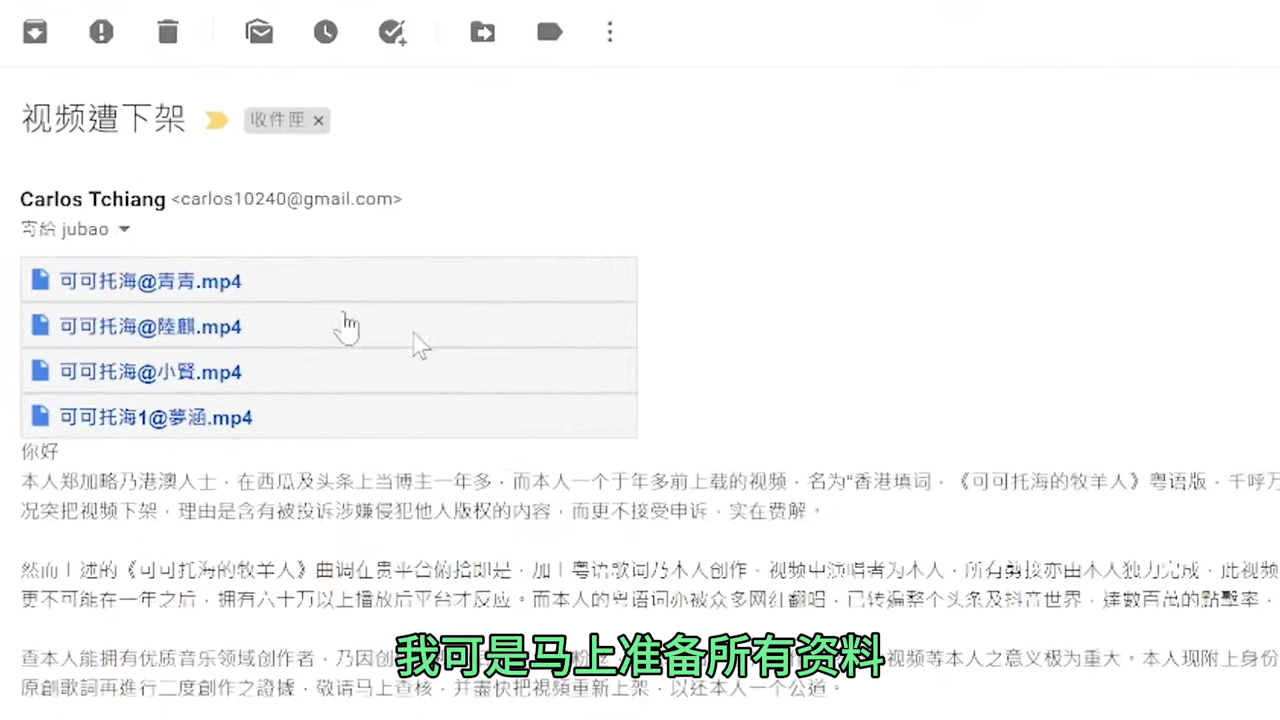 视频遭下架
收件匣 ×
Carlos Tchiang <carlos10240@gmail.com>
寄給 jubao
可可托海@青青.mp4
可可托海@陸麒.mp4
可可托海@小賢.mp4
可可托海1@夢涵.mp4
你好
本人郑加略乃港澳人士，在西瓜及头条上当博主一年多，而本人一个于年多前上载的视频，名为"香港填词，《可可托海的牧羊人》粤语版，千呼万
况突把视频下架，理由是含有被投诉涉嫌侵犯他人版权的内容，而更不接受申诉，实在费解。
然而上述的《可可托海的牧羊人》曲调在贵平台俯拾即是，加上粤语歌词乃本人创作、视频中演唱者为本人，所有剪接亦由本人独力完成，此视频
更不可能在一年之后，拥有六十万以上播放后平台才反应。而本人的粤语词亦被众多网红翻唱，已转遍整个头条及抖音世界，達數百萬的點擊率，
查本人能拥有优质音乐领域创作者，乃因创
粉丝
视频等本人之意义极为重大。本人现附上身份
原創歌詞再進行二度創作之證據，敬请马上查核，并盡快把視頻重新上架，以还本人一个公道。
我可是马上准备所有资料